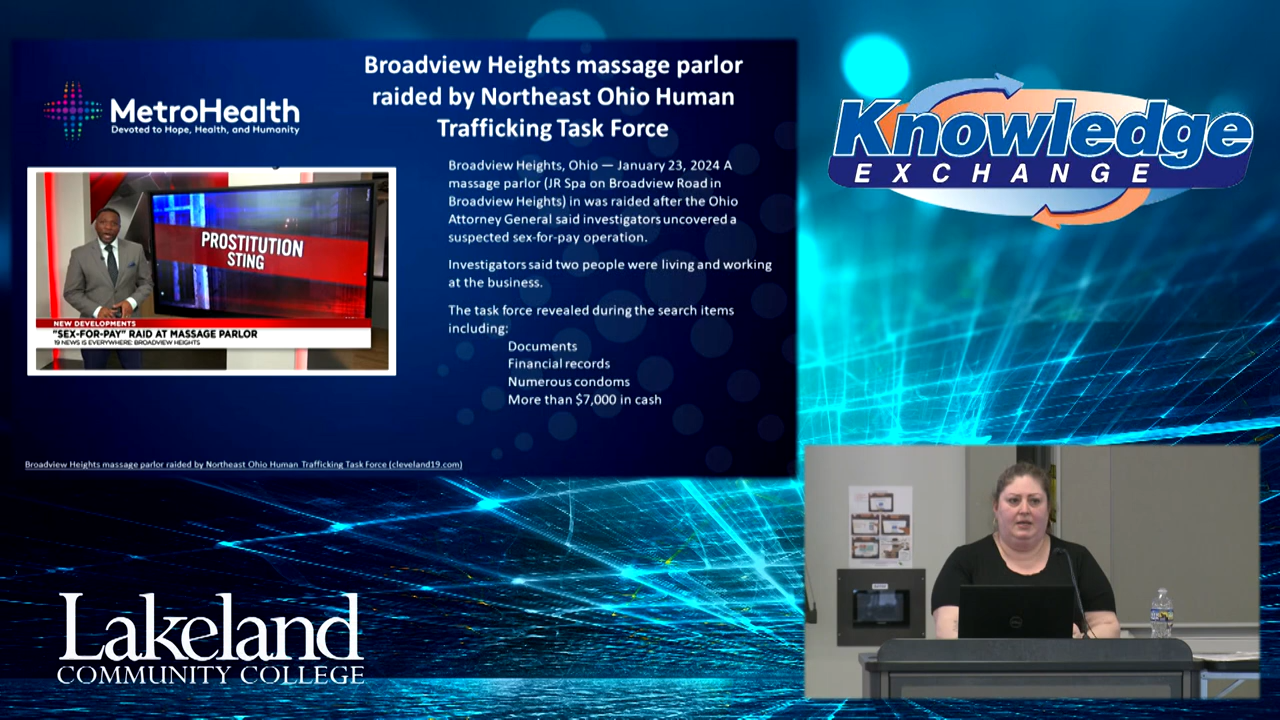 MetroHealth
Devoted to Hope, Health, and Humanity
Broadview Heights massage parlor
raided by Northeast Ohio Human
Trafficking Task Force
PROSTITUTION
STING
NEW DEVELOPMENTS
"SEX-FOR-PAY" RAID AT MASSAGE PARLOR
19 NEWS IS EVERYWHERE: BROADVIEW HEIGHTS
Broadview Heights, Ohio — January 23, 2024 A
massage parlor (JR Spa on Broadview Road in
Broadview Heights) in was raided after the Ohio
Attorney General said investigators uncovered a
suspected sex-for-pay operation.
Investigators said two people were living and working
at the business.
The task force revealed during the search items
including:
Documents
Financial records
Numerous condoms
More than $7,000 in cash
Broadview Heights massage parlor raided by Northeast Ohio Human Trafficking Task Force (cleveland19.com)
Knowledge
EXCHANGE
Lakeland
COMMUNITY COLLEGE